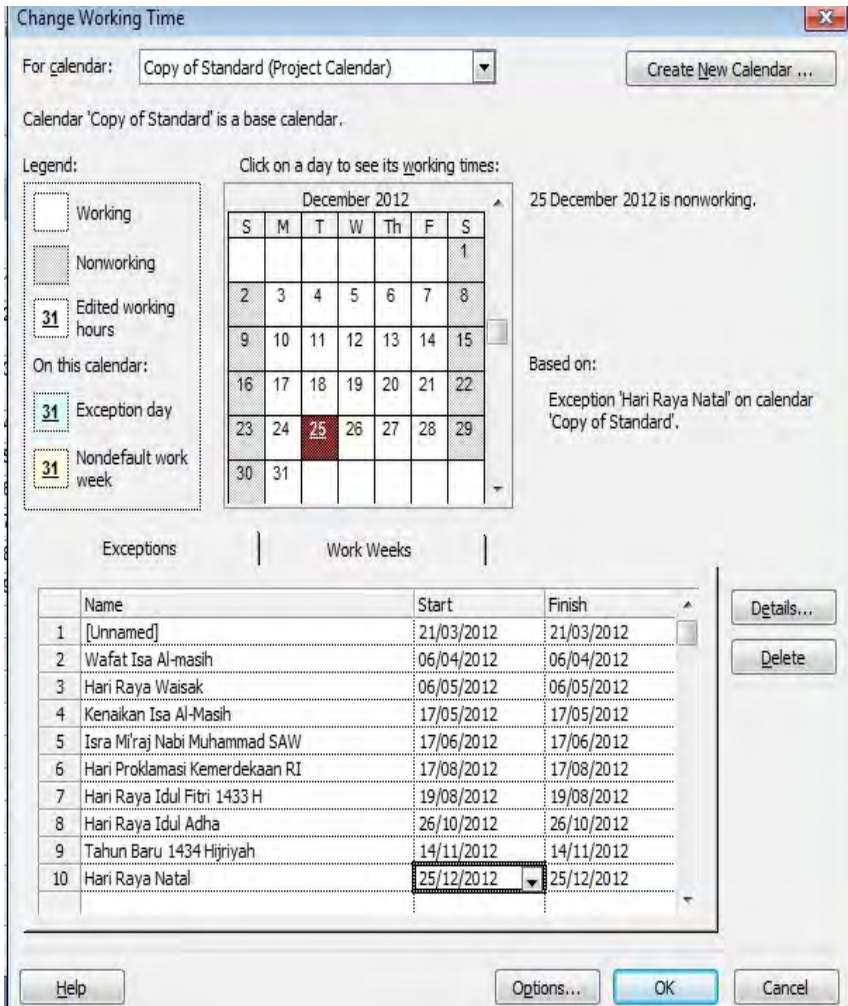 Change Working Time
For calendar: Copy of Standard (Project Calendar) Create New Calendar ...
Calendar 'Copy of Standard' is a base calendar.
Legend:
Working
Nonworking
31 Edited working
hours
On this calendar:
31 Exception day
31 Nondefault work
week
Click on a day to see its working times:
December 2012
S M T W Th F S
1
2 3 4 5 6 7 8
9 10 11 12 13 14 15
16 17 18 19 20 21 22
23 24 25 26 27 28 29
30 31
25 December 2012 is nonworking.
Based on:
Exception 'Hari Raya Natal' on calendar
'Copy of Standard'.
Exceptions Work Weeks
Name Start Finish
1 [Unnamed] 21/03/2012 21/03/2012
2 Wafat Isa Al-masih 06/04/2012 06/04/2012
3 Hari Raya Waisak 06/05/2012 06/05/2012
4 Kenaikan Isa Al-Masih 17/05/2012 17/05/2012
5 Isra Mi'raj Nabi Muhammad SAW 17/06/2012 17/06/2012
6 Hari Proklamasi Kemerdekaan RI 17/08/2012 17/08/2012
7 Hari Raya Idul Fitri 1433 H 19/08/2012 19/08/2012
8 Hari Raya Idul Adha 26/10/2012 26/10/2012
9 Tahun Baru 1434 Hijriyah 14/11/2012 14/11/2012
10 Hari Raya Natal 25/12/2012 25/12/2012
Details...
Delete
Help Options... OK Cancel